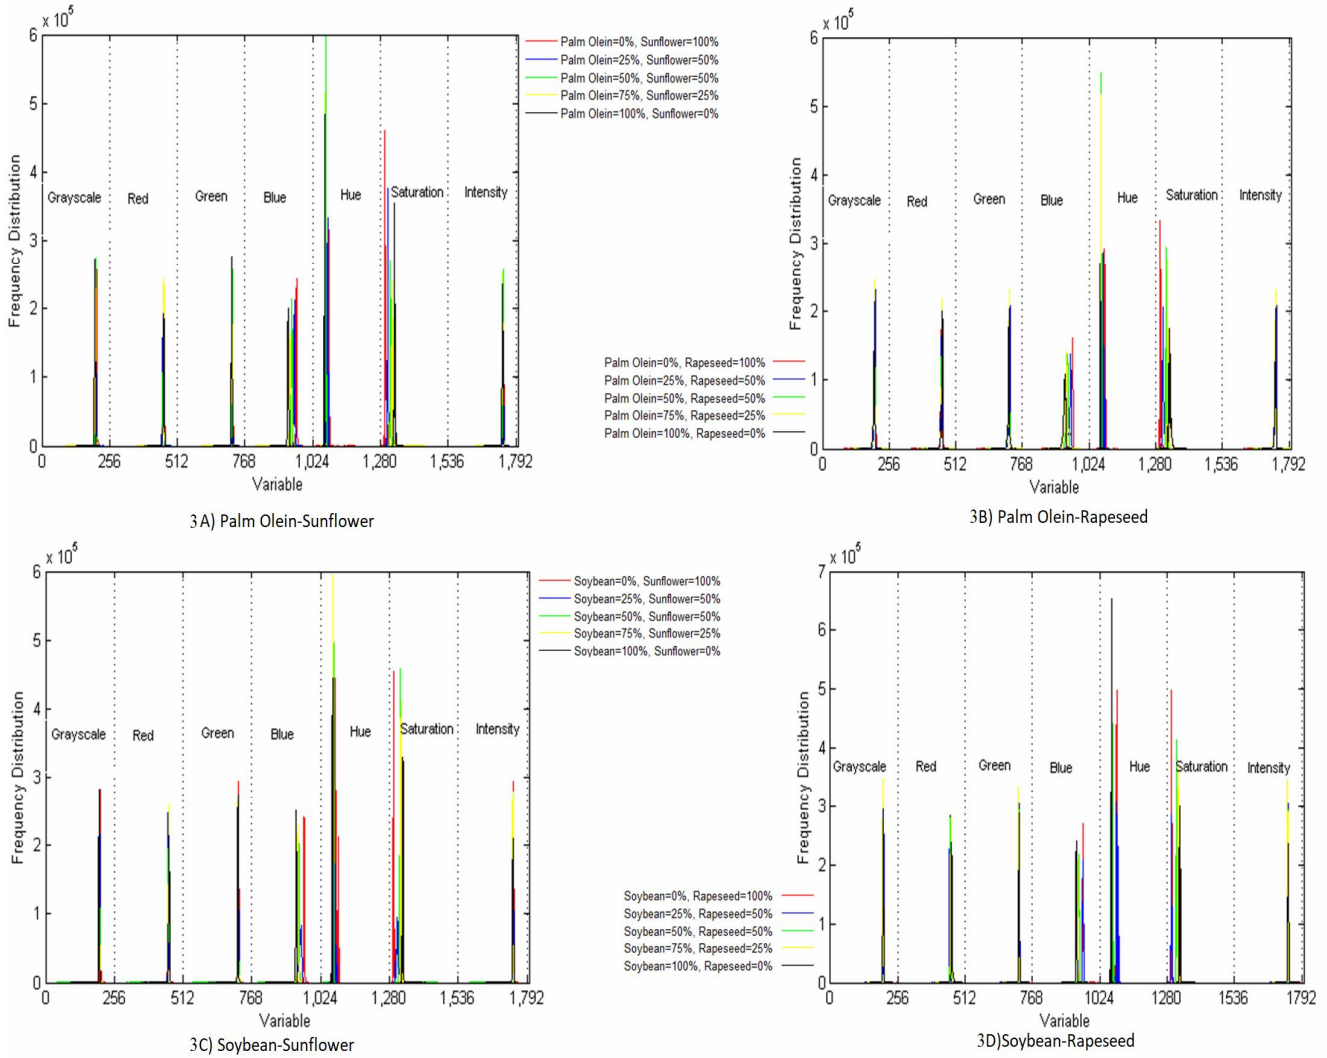 x 10^5
6
5
4
3
2
1
0
Frequency Distribution
Grayscale
Red
Green
Blue
Hue
Saturation
Intensity
0 256 512 768 1,024 1,280 1,536 1,792
Variable
Palm Olein=0%, Sunflower=100%
Palm Olein=25%, Sunflower=50%
Palm Olein=50%, Sunflower=50%
Palm Olein=75%, Sunflower=25%
Palm Olein=100%, Sunflower=0%
3A) Palm Olein-Sunflower
x 10^5
6
5
4
3
2
1
0
Frequency Distribution
Grayscale
Red
Green
Blue
Hue
Saturation
Intensity
0 256 512 768 1,024 1,280 1,536 1,792
Variable
Palm Olein=0%, Rapeseed=100%
Palm Olein=25%, Rapeseed=50%
Palm Olein=50%, Rapeseed=50%
Palm Olein=75%, Rapeseed=25%
Palm Olein=100%, Rapeseed=0%
3B) Palm Olein-Rapeseed
x 10^5
6
5
4
3
2
1
0
Frequency Distribution
Grayscale
Red
Green
Blue
Hue
Saturation
Intensity
0 256 512 768 1,024 1,280 1,536 1,792
Variable
Soybean=0%, Sunflower=100%
Soybean=25%, Sunflower=50%
Soybean=50%, Sunflower=50%
Soybean=75%, Sunflower=25%
Soybean=100%, Sunflower=0%
3C) Soybean-Sunflower
x 10^5
7
6
5
4
3
2
1
0
Frequency Distribution
Grayscale
Red
Green
Blue
Hue
Saturation
Intensity
0 256 512 768 1024 1280 1536 1792
Variable
Soybean=0%, Rapeseed=100%
Soybean=25%, Rapeseed=50%
Soybean=50%, Rapeseed=50%
Soybean=75%, Rapeseed=25%
Soybean=100%, Rapeseed=0%
3D)Soybean-Rapeseed